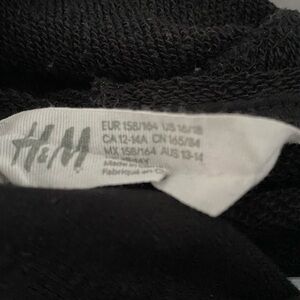 H&M
EUR 158/164 US 16/18
CA 12-14A CN 165/84
MX 158/164 AUS 13-14
Made in
Fabriqué en